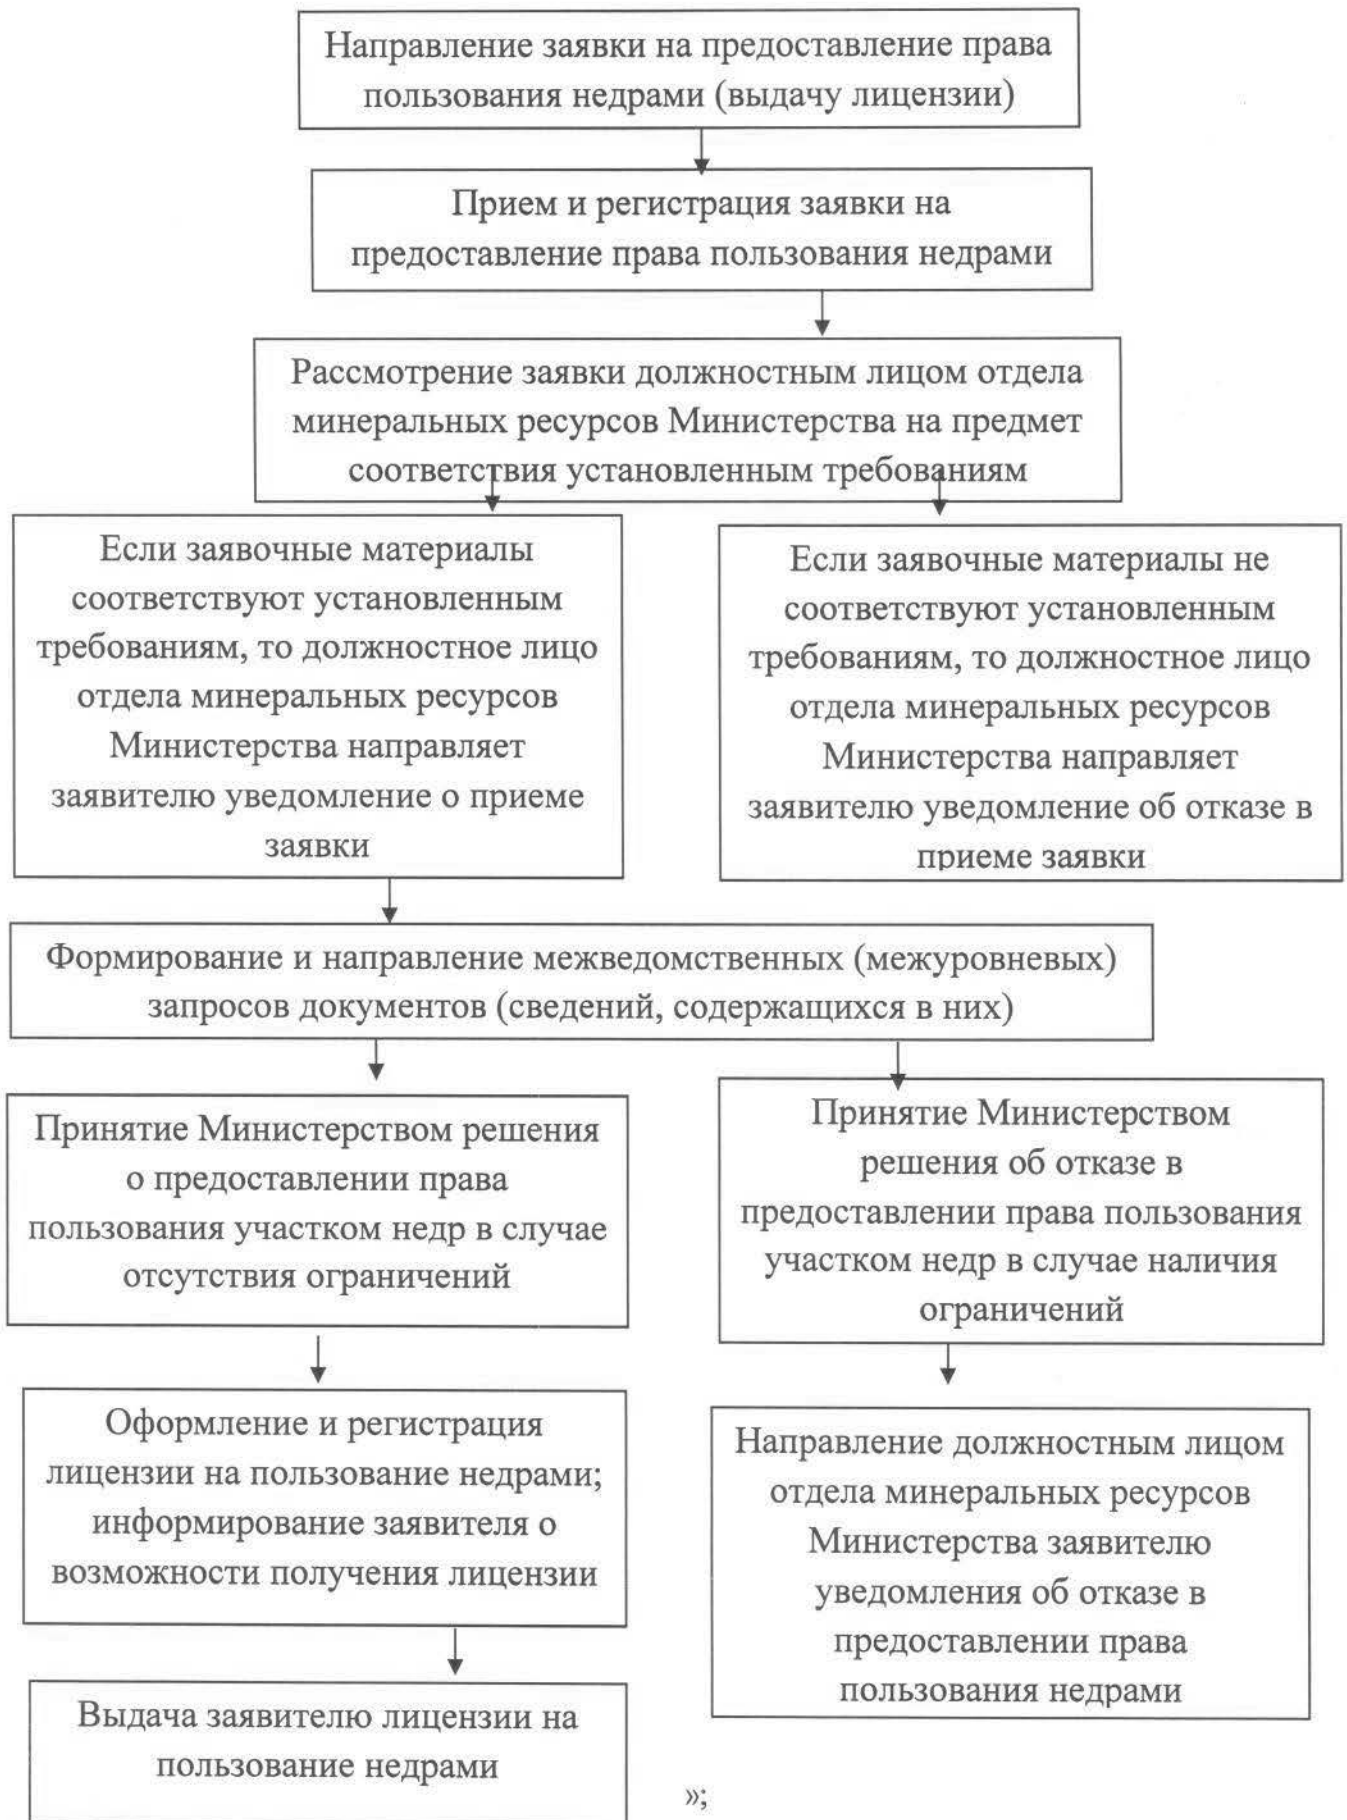 Направление заявки на предоставление права
пользования недрами (выдачу лицензии)
Прием и регистрация заявки на
предоставление права пользования недрами
Рассмотрение заявки должностным лицом отдела
минеральных ресурсов Министерства на предмет
соответствия установленным требованиям
Если заявочные материалы
соответствуют установленным
требованиям, то должностное лицо
отдела минеральных ресурсов
Министерства направляет
заявителю уведомление о приеме
заявки
Если заявочные материалы не
соответствуют установленным
требованиям, то должностное лицо
отдела минеральных ресурсов
Министерства направляет
заявителю уведомление об отказе в
приеме заявки
Формирование и направление межведомственных (межуровневых)
запросов документов (сведений, содержащихся в них)
Принятие Министерством решения
о предоставлении права
пользования участком недр в случае
отсутствия ограничений
Принятие Министерством
решения об отказе в
предоставлении права пользования
участком недр в случае наличия
ограничений
Оформление и регистрация
лицензии на пользование недрами;
информирование заявителя о
возможности получения лицензии
Направление должностным лицом
отдела минеральных ресурсов
Министерства заявителю
уведомления об отказе в
предоставлении права
пользования недрами
Выдача заявителю лицензии на
пользование недрами
»;